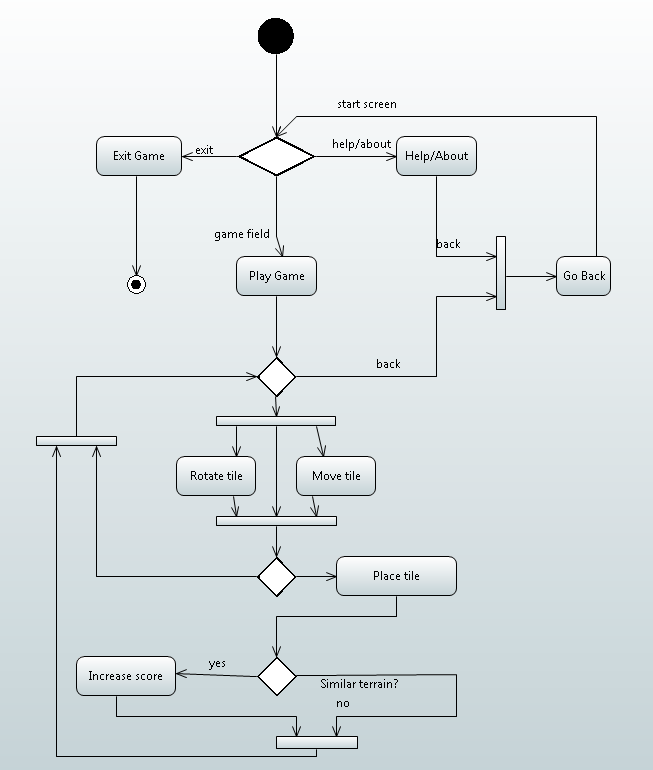 start screen
Exit Game
exit
help/about
Help/About
game field
back
Play Game
Go Back
back
Rotate tile
Move tile
Place tile
yes
Increase score
Similar terrain?
no